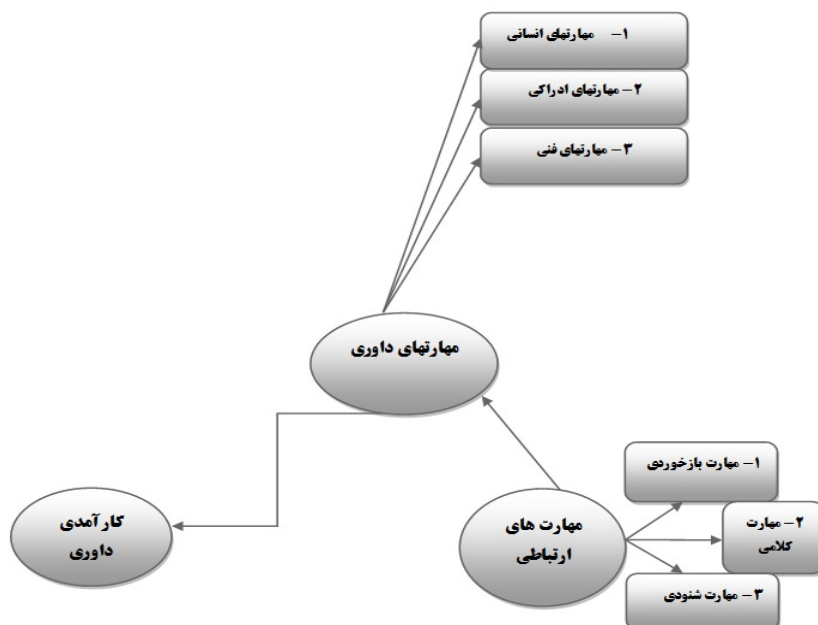 ۱- مهارتهای انسانی
۲- مهارتهای ادراکی
۳- مهارتهای فنی
مهارتهای داوری
۱- مهارت بازخوردی
۲- مهارت
کلامی
۳- مهارت شنودی
مهارت های
ارتباطی
کارآمدی
داوری